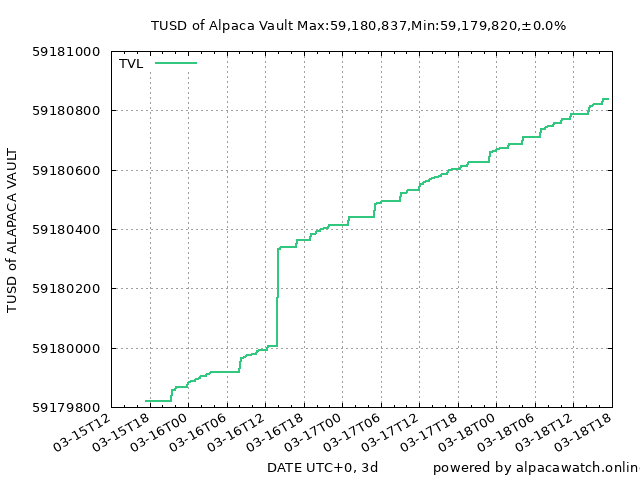 TUSD of Alpaca Vault Max:59,180,837,Min:59,179,820,±0.0%
TVL
TUSD of ALAPACA VAULT
59181000
59180800
59180600
59180400
59180200
59180000
59179800
03-15T12
03-15T18
03-16T00
03-16T06
03-16T12
03-16T18
03-17T00
03-17T06
03-17T12
03-17T18
03-18T00
03-18T06
03-18T12
03-18T18
DATE UTC+0, 3d
powered by alpacawatch.onlin